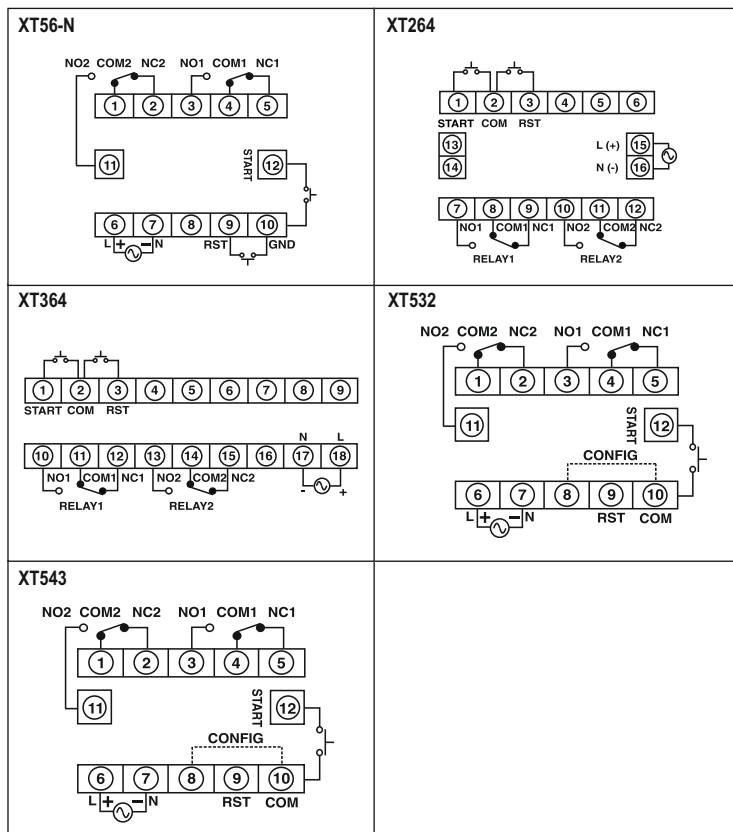 XT56-N
NO2 COM2 NC2 NO1 COM1 NC1
1 2 3 4 5
11 START 12
6 7 8 9 10
L + − N RST GND
XT264
1 2 3 4 5 6
START COM RST
13 L (+) 15
14 N (-) 16
7 8 9 10 11 12
NO1 COM1 NC1 NO2 COM2 NC2
RELAY1 RELAY2
XT364
1 2 3 4 5 6 7 8 9
START COM RST
N L
10 11 12 13 14 15 16 17 18
NO1 COM1 NC1 NO2 COM2 NC2 - +
RELAY1 RELAY2
XT532
NO2 COM2 NC2 NO1 COM1 NC1
1 2 3 4 5
11 START 12
CONFIG
6 7 8 9 10
L + − N RST COM
XT543
NO2 COM2 NC2 NO1 COM1 NC1
1 2 3 4 5
11 START 12
CONFIG
6 7 8 9 10
L + − N RST COM